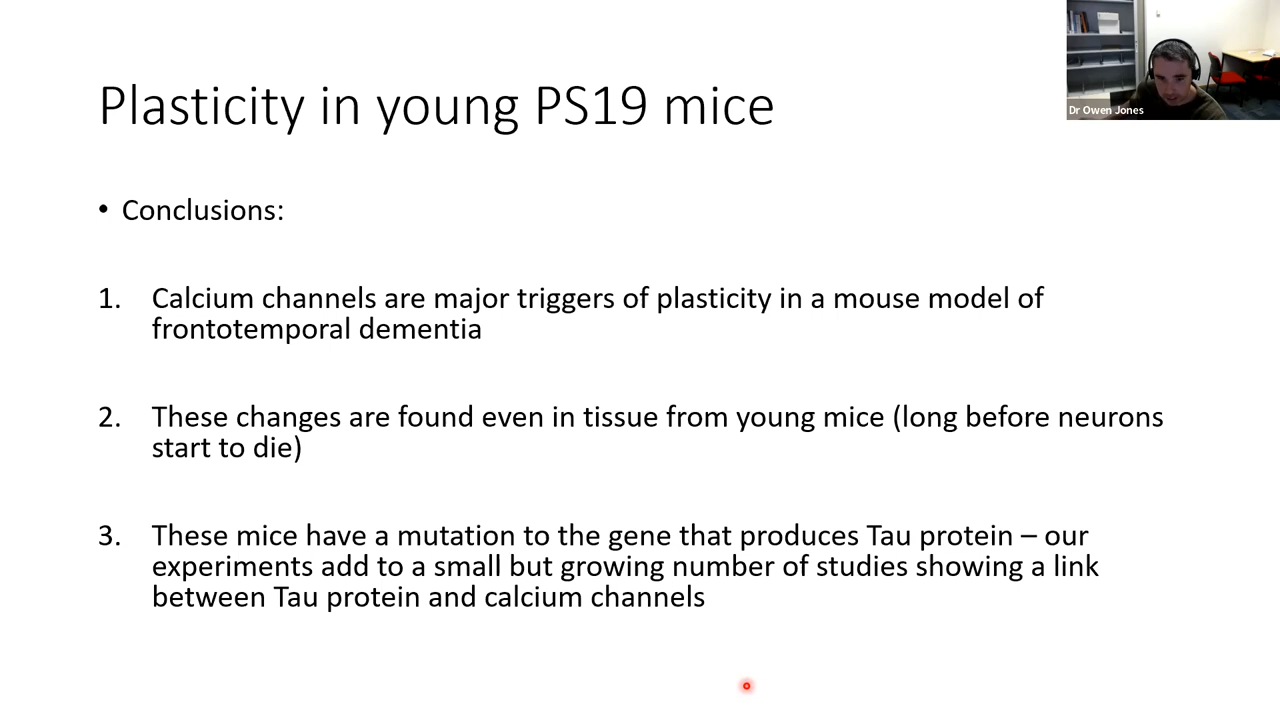 Dr Owen Jones
Plasticity in young PS19 mice
• Conclusions:
1. Calcium channels are major triggers of plasticity in a mouse model of
frontotemporal dementia
2. These changes are found even in tissue from young mice (long before neurons
start to die)
3. These mice have a mutation to the gene that produces Tau protein – our
experiments add to a small but growing number of studies showing a link
between Tau protein and calcium channels